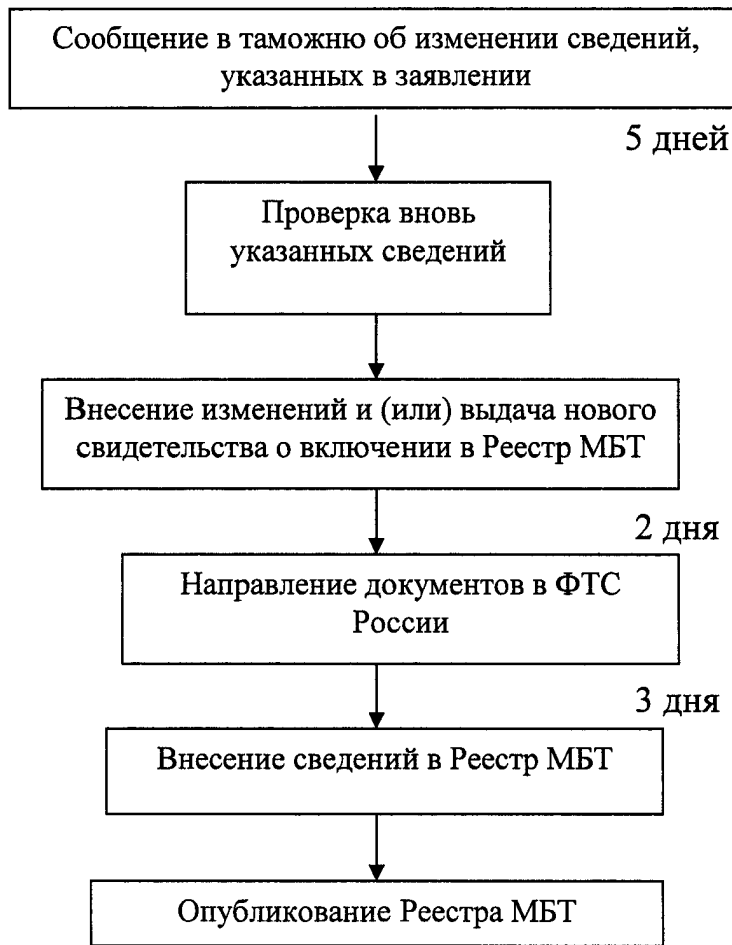 Сообщение в таможню об изменении сведений,
указанных в заявлении
5 дней
Проверка вновь
указанных сведений
Внесение изменений и (или) выдача нового
свидетельства о включении в Реестр МБТ
2 дня
Направление документов в ФТС
России
3 дня
Внесение сведений в Реестр МБТ
Опубликование Реестра МБТ